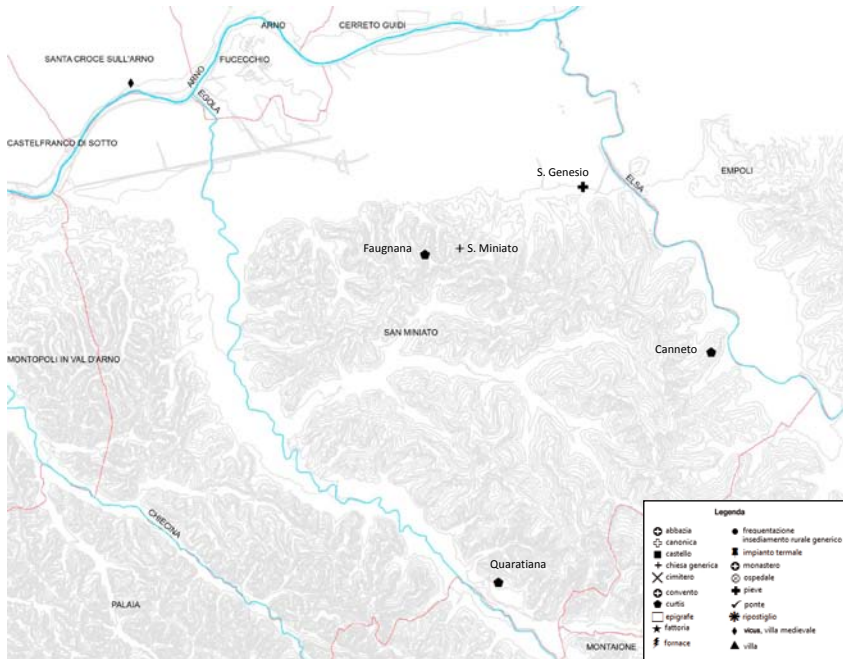 ARNO
CERRETO GUIDI
SANTA CROCE SULL'ARNO
FUCECCHIO
ARNO
EGOLA
CASTELFRANCO DI SOTTO
S. Genesio
EMPOLI
ELSA
Faugnana
S. Miniato
SAN MINIATO
Canneto
MONTOPOLI IN VAL D'ARNO
CHIECINA
Quaratiana
PALAIA
MONTAIONE
Legenda
abbazia
canonica
castello
chiesa generica
cimitero
convento
curtis
epigrafe
fattoria
fornace
frequentazione
insediamento rurale generico
impianto termale
monastero
ospedale
pieve
ponte
ripostiglio
vicus, villa medievale
villa